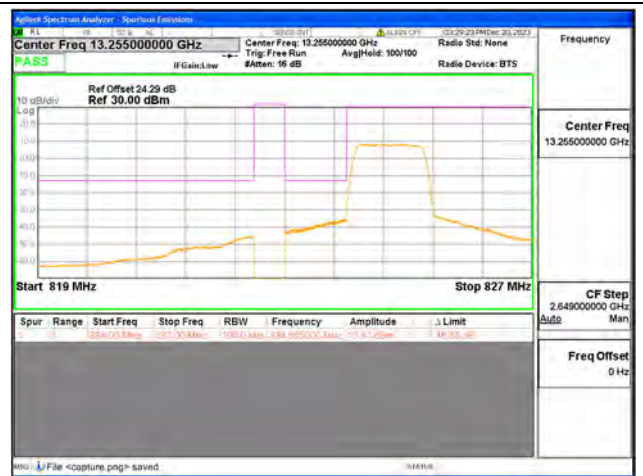 Agilent Spectrum Analyzer - Spurious Emissions
RL RF 50 Ω AC SENSE:INT ALIGN OFF 03:29:23 PM Dec 20, 2023
Center Freq 13.255000000 GHz
Center Freq: 13.255000000 GHz
Radio Std: None
Frequency
Trig: Free Run
Avg|Hold: 100/100
PASS
IFGain:Low
#Atten: 16 dB
Radio Device: BTS
Ref Offset 24.29 dB
10 dB/div
Ref 30.00 dBm
Log
Center Freq
13.255000000 GHz
Start 819 MHz
Stop 827 MHz
CF Step
2.649000000 GHz
Auto
Man
Spur Range Start Freq Stop Freq RBW Frequency Amplitude Δ Limit
Freq Offset
0 Hz
MSG
File <capture.png> saved
STATUS